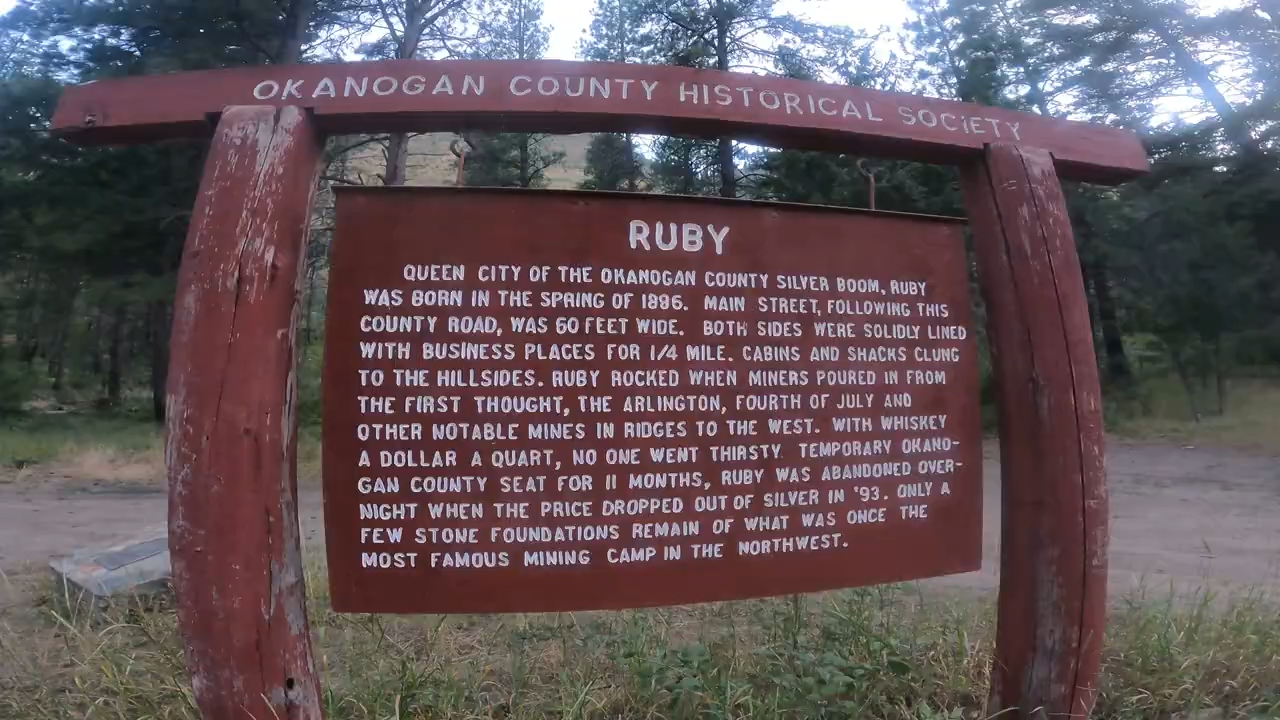 OKANOGAN COUNTY HISTORICAL SOCIETY
RUBY
QUEEN CITY OF THE OKANOGAN COUNTY SILVER BOOM, RUBY
WAS BORN IN THE SPRING OF 1886. MAIN STREET, FOLLOWING THIS
COUNTY ROAD, WAS 60 FEET WIDE. BOTH SIDES WERE SOLIDLY LINED
WITH BUSINESS PLACES FOR 1/4 MILE. CABINS AND SHACKS CLUNG
TO THE HILLSIDES. RUBY ROCKED WHEN MINERS POURED IN FROM
THE FIRST THOUGHT, THE ARLINGTON, FOURTH OF JULY AND
OTHER NOTABLE MINES IN RIDGES TO THE WEST. WITH WHISKEY
A DOLLAR A QUART, NO ONE WENT THIRSTY. TEMPORARY OKANO-
GAN COUNTY SEAT FOR 11 MONTHS, RUBY WAS ABANDONED OVER-
NIGHT WHEN THE PRICE DROPPED OUT OF SILVER IN '93. ONLY A
FEW STONE FOUNDATIONS REMAIN OF WHAT WAS ONCE THE
MOST FAMOUS MINING CAMP IN THE NORTHWEST.